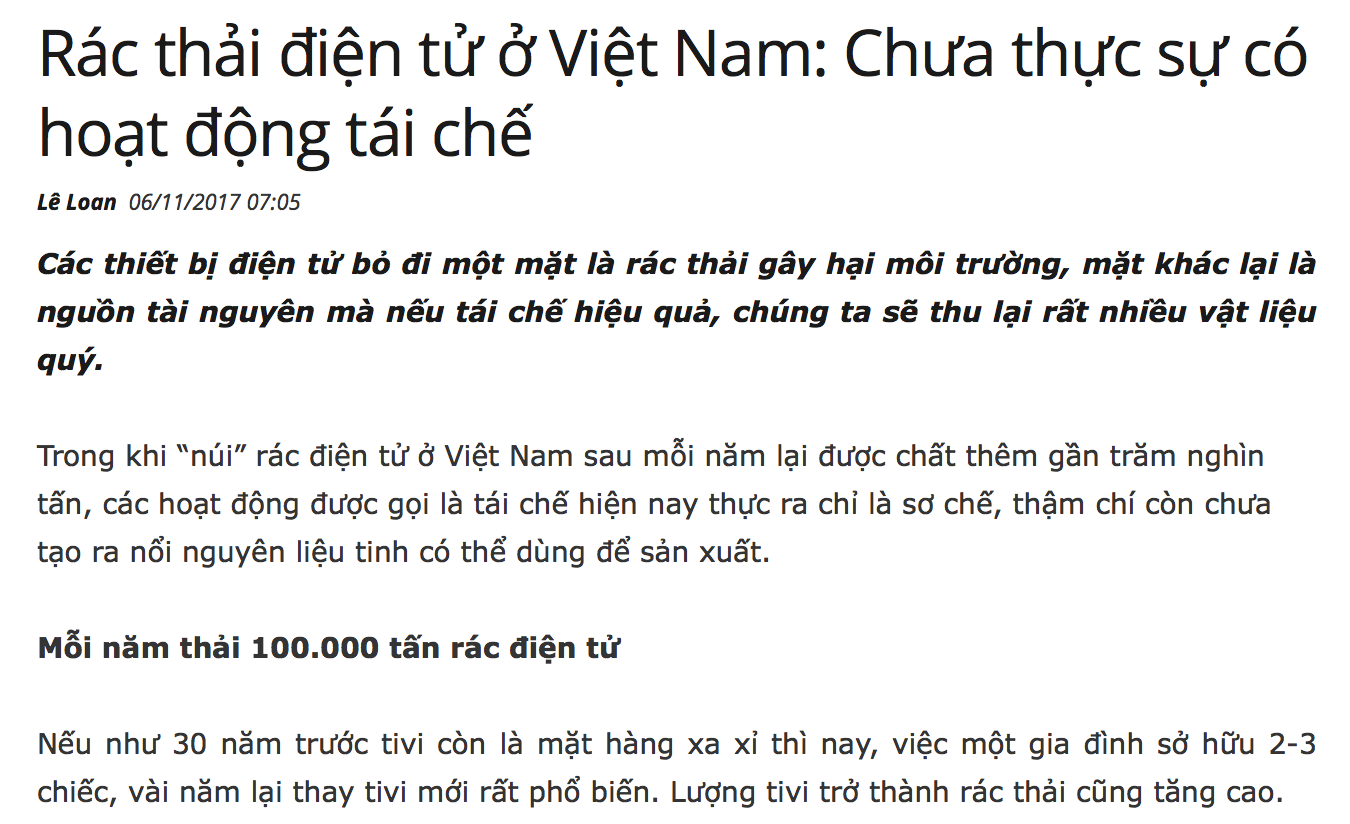 Rác thải điện tử ở Việt Nam: Chưa thực sự có
hoạt động tái chế
Lê Loan 06/11/2017 07:05
Các thiết bị điện tử bỏ đi một mặt là rác thải gây hại môi trường, mặt khác lại là
nguồn tài nguyên mà nếu tái chế hiệu quả, chúng ta sẽ thu lại rất nhiều vật liệu
quý.
Trong khi “núi” rác điện tử ở Việt Nam sau mỗi năm lại được chất thêm gần trăm nghìn
tấn, các hoạt động được gọi là tái chế hiện nay thực ra chỉ là sơ chế, thậm chí còn chưa
tạo ra nổi nguyên liệu tinh có thể dùng để sản xuất.
Mỗi năm thải 100.000 tấn rác điện tử
Nếu như 30 năm trước tivi còn là mặt hàng xa xỉ thì nay, việc một gia đình sở hữu 2-3
chiếc, vài năm lại thay tivi mới rất phổ biến. Lượng tivi trở thành rác thải cũng tăng cao.